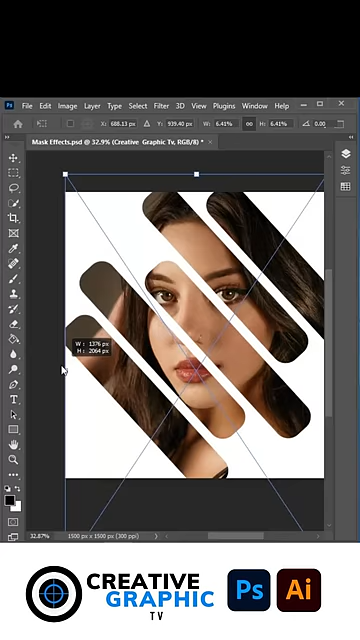 Ps File Edit Image Layer Type Select Filter 3D View Plugins Window Help
X: 688.13 px Y: 939.40 px W: 6.41% H: 6.41% 0.00
Mask Effects.psd @ 32.9% (Creative Graphic Tv, RGB/8) *
W : 1376 px
H : 2064 px
32.87% 1500 px x 1500 px (300 ppi)
CREATIVE
GRAPHIC
TV
Ps Ai